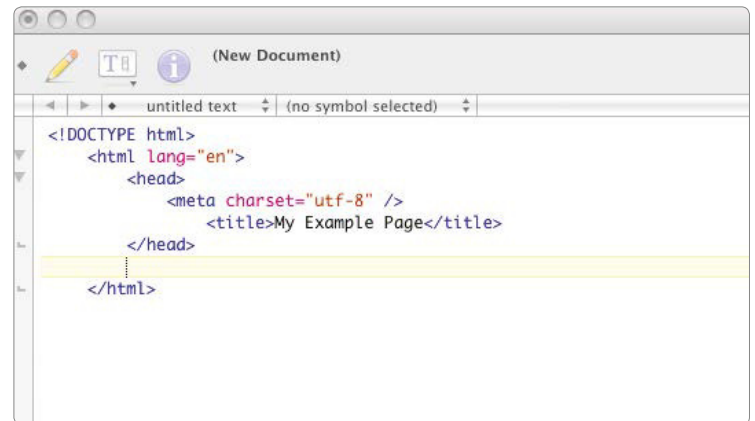 (New Document)
untitled text (no symbol selected)
<!DOCTYPE html>
<html lang="en">
<head>
<meta charset="utf-8" />
<title>My Example Page</title>
</head>
</html>